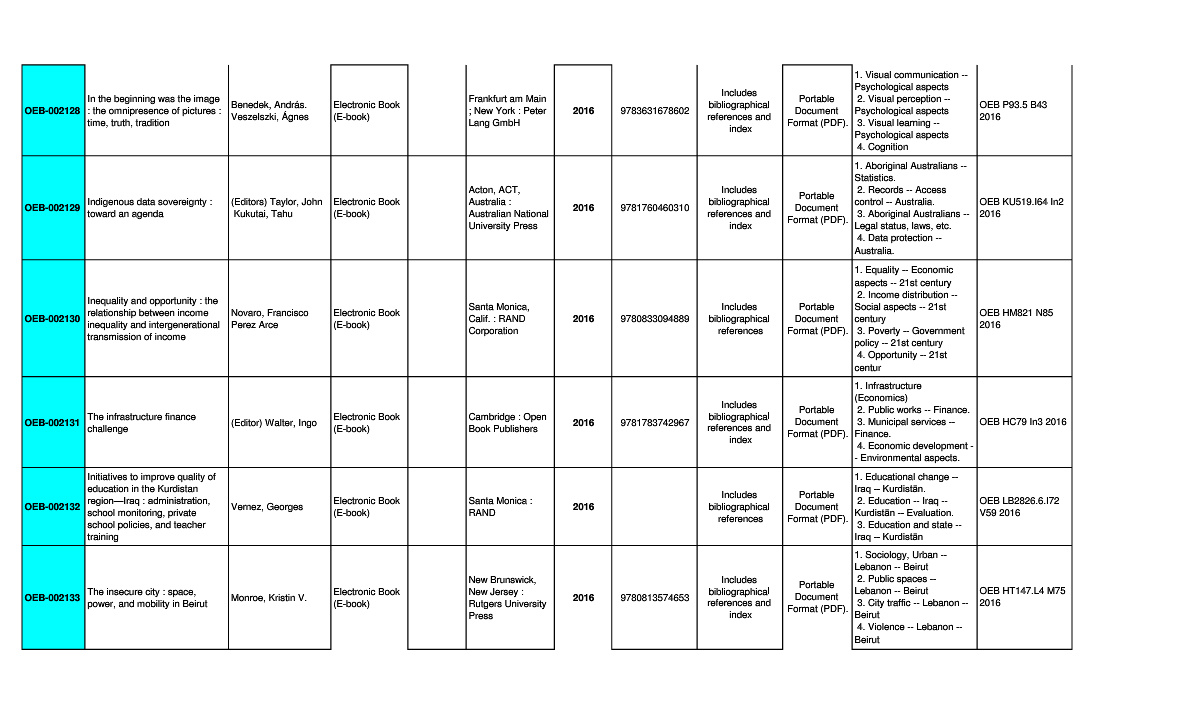 OEB-002128
In the beginning was the image
: the omnipresence of pictures :
time, truth, tradition
Benedek, András.
Veszelszki, Ágnes
Electronic Book
(E-book)
Frankfurt am Main
; New York : Peter
Lang GmbH
2016
9783631678602
Includes
bibliographical
references and
index
Portable
Document
Format (PDF).
1. Visual communication --
Psychological aspects
2. Visual perception --
Psychological aspects
3. Visual learning --
Psychological aspects
4. Cognition
OEB P93.5 B43
2016
OEB-002129
Indigenous data sovereignty :
toward an agenda
(Editors) Taylor, John
Kukutai, Tahu
Electronic Book
(E-book)
Acton, ACT,
Australia :
Australian National
University Press
2016
9781760460310
Includes
bibliographical
references and
index
Portable
Document
Format (PDF).
1. Aboriginal Australians --
Statistics.
2. Records -- Access
control -- Australia.
3. Aboriginal Australians --
Legal status, laws, etc.
4. Data protection --
Australia.
OEB KU519.I64 In2
2016
OEB-002130
Inequality and opportunity : the
relationship between income
inequality and intergenerational
transmission of income
Novaro, Francisco
Perez Arce
Electronic Book
(E-book)
Santa Monica,
Calif. : RAND
Corporation
2016
9780833094889
Includes
bibliographical
references
Portable
Document
Format (PDF).
1. Equality -- Economic
aspects -- 21st century
2. Income distribution --
Social aspects -- 21st
century
3. Poverty -- Government
policy -- 21st century
4. Opportunity -- 21st
centur
OEB HM821 N85
2016
OEB-002131
The infrastructure finance
challenge
(Editor) Walter, Ingo
Electronic Book
(E-book)
Cambridge : Open
Book Publishers
2016
9781783742967
Includes
bibliographical
references and
index
Portable
Document
Format (PDF).
1. Infrastructure
(Economics)
2. Public works -- Finance.
3. Municipal services --
Finance.
4. Economic development -
- Environmental aspects.
OEB HC79 In3 2016
OEB-002132
Initiatives to improve quality of
education in the Kurdistan
region—Iraq : administration,
school monitoring, private
school policies, and teacher
training
Vernez, Georges
Electronic Book
(E-book)
Santa Monica :
RAND
2016
Includes
bibliographical
references
Portable
Document
Format (PDF).
1. Educational change --
Iraq -- Kurdistān.
2. Education -- Iraq --
Kurdistān -- Evaluation.
3. Education and state --
Iraq -- Kurdistān
OEB LB2826.6.I72
V59 2016
OEB-002133
The insecure city : space,
power, and mobility in Beirut
Monroe, Kristin V.
Electronic Book
(E-book)
New Brunswick,
New Jersey :
Rutgers University
Press
2016
9780813574653
Includes
bibliographical
references and
index
Portable
Document
Format (PDF).
1. Sociology, Urban --
Lebanon -- Beirut
2. Public spaces --
Lebanon -- Beirut
3. City traffic -- Lebanon --
Beirut
4. Violence -- Lebanon --
Beirut
OEB HT147.L4 M75
2016